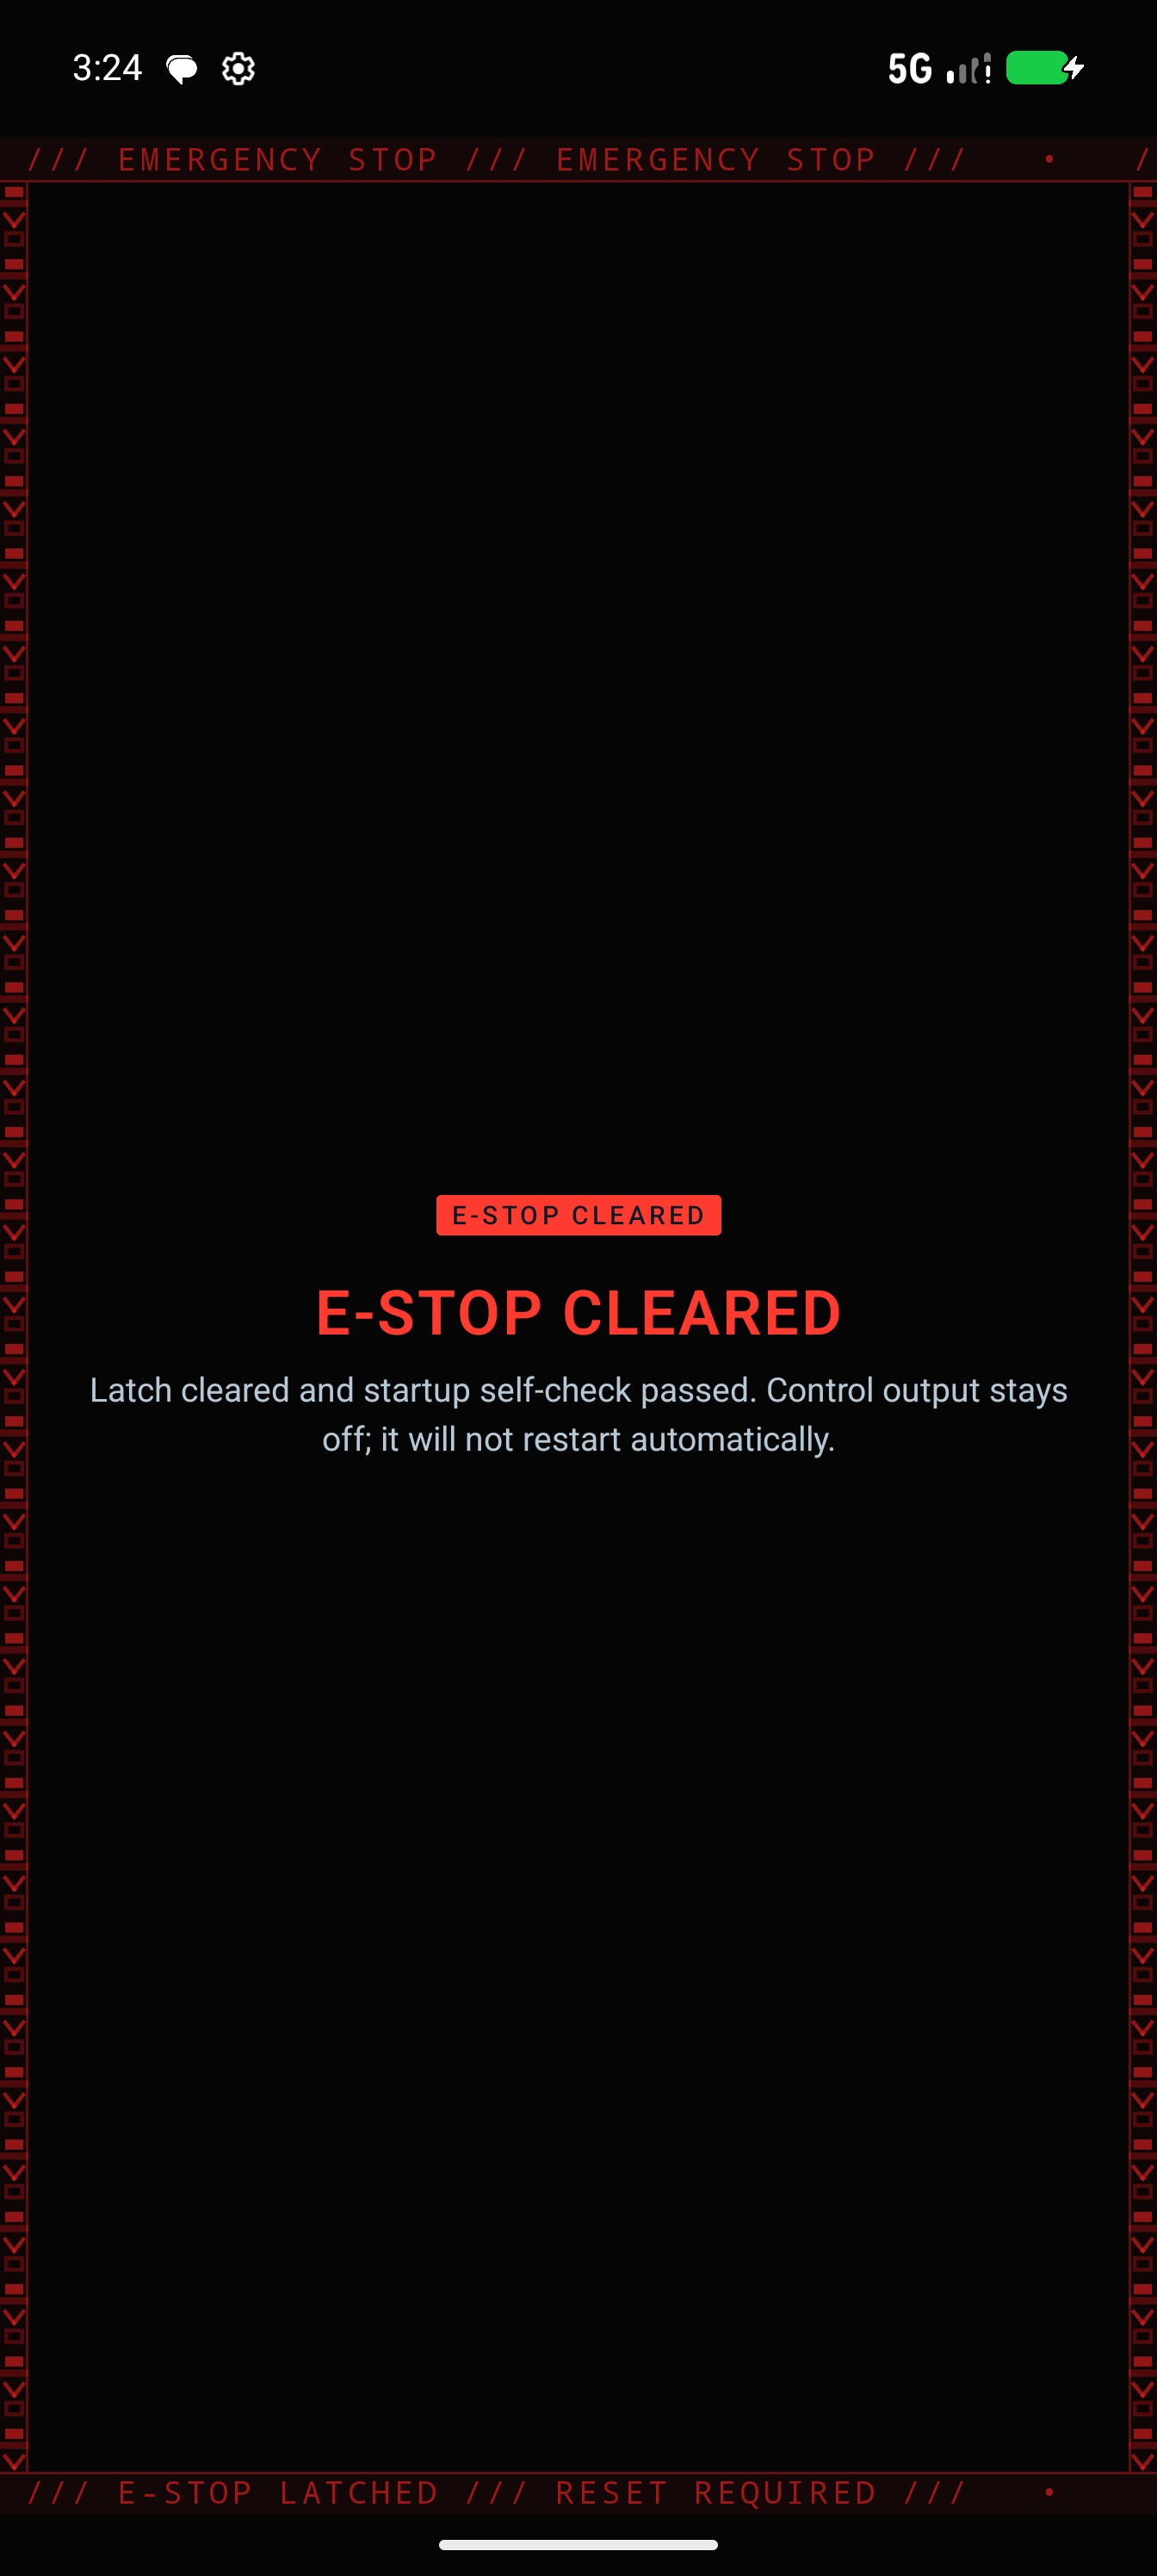 3:24
5G
/// EMERGENCY STOP /// EMERGENCY STOP /// • /
E-STOP CLEARED
E-STOP CLEARED
Latch cleared and startup self-check passed. Control output stays
off; it will not restart automatically.
/// E-STOP LATCHED /// RESET REQUIRED /// •